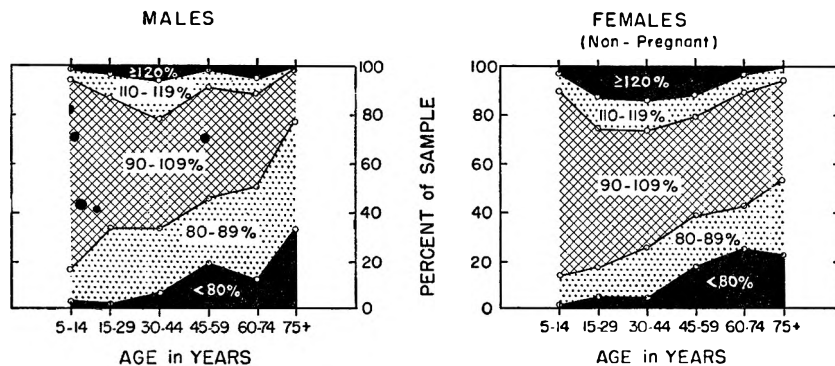 MALES
≥120%
110-119%
90-109%
80-89%
<80%
100
80
60
40
20
0
PERCENT of SAMPLE
5-14 15-29 30-44 45-59 60-74 75+
AGE in YEARS
FEMALES
(Non-Pregnant)
100
80
60
40
20
0
≥120%
110-119%
90-109%
80-89%
<80%
5-14 15-29 30-44 45-59 60-74 75+
AGE in YEARS